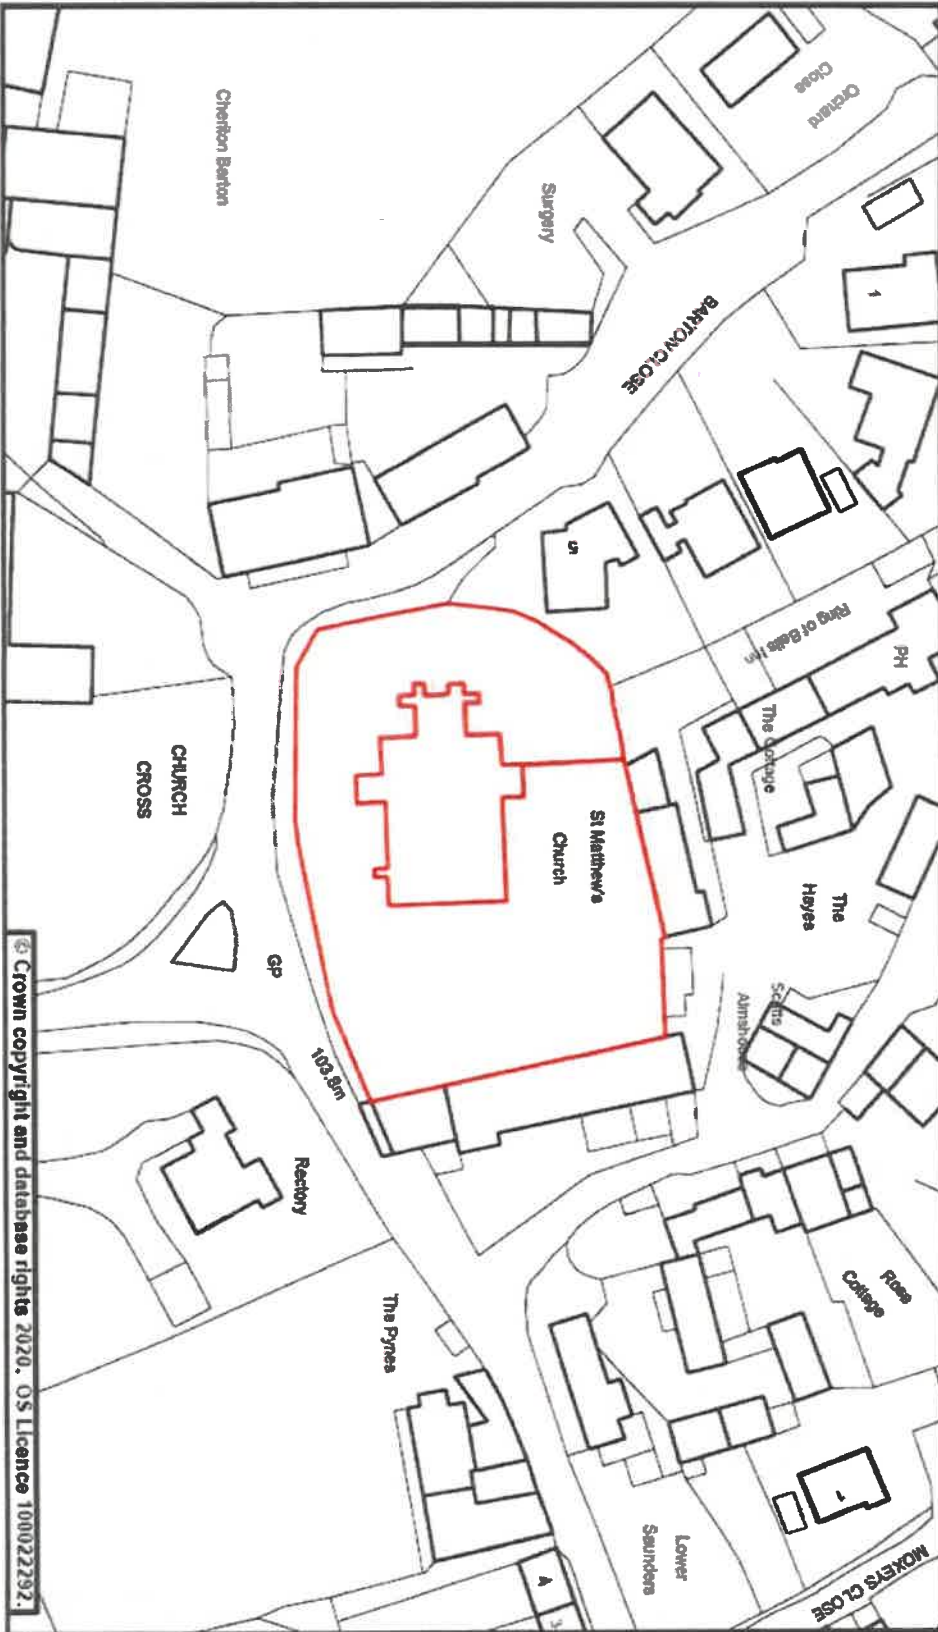 Orchard
Close
1
Surgery
Cheriton Barton
BARTON CLOSE
5
Ring of Bells Inn
PH
The Cottage
The
Hayes
St Matthew's
Church
CHURCH
CROSS
GP
103.8m
Almshouses
Rectory
Rose
Cottage
The Pynes
1
Lower
Saunders
MOXEYS CLOSE
A
3
© Crown copyright and database rights 2020. OS Licence 100022292.